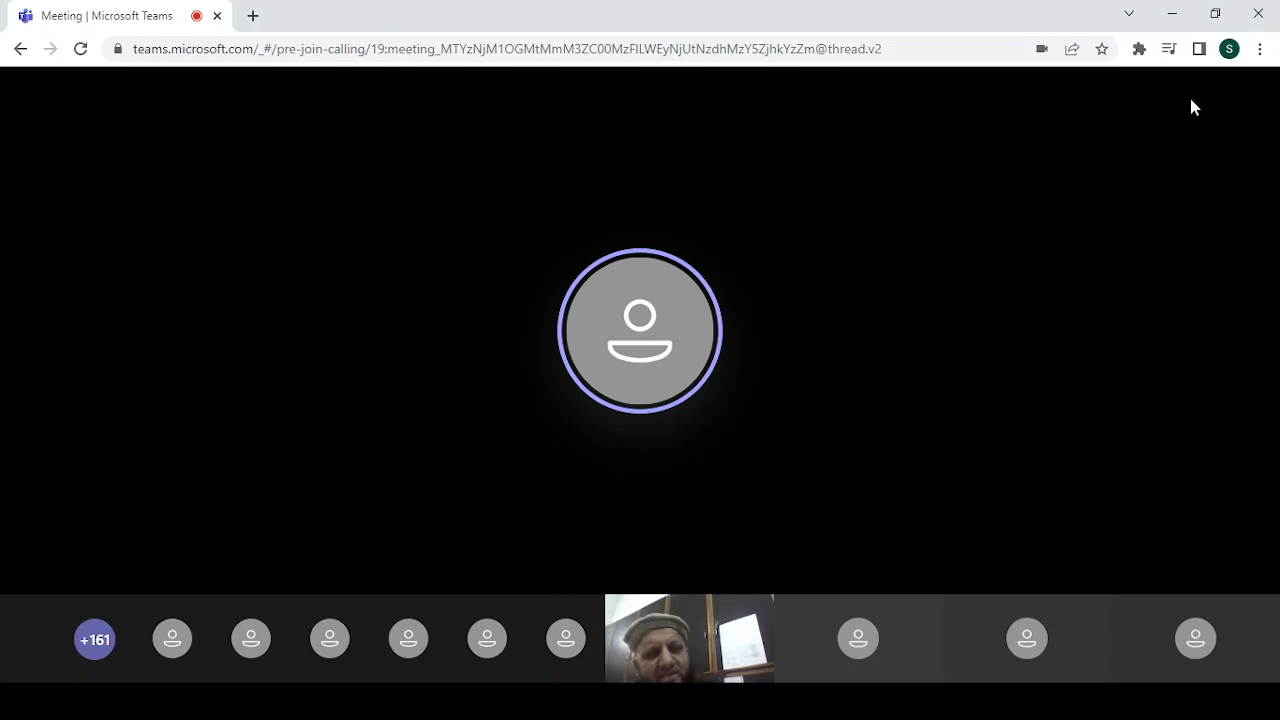 Meeting | Microsoft Teams
teams.microsoft.com/_#/pre-join-calling/19:meeting_MTYzNjM1OGMtMmM3ZC00MzFlLWEyNjUtNzdhMzY5ZjhkYzZm@thread.v2
S
+161